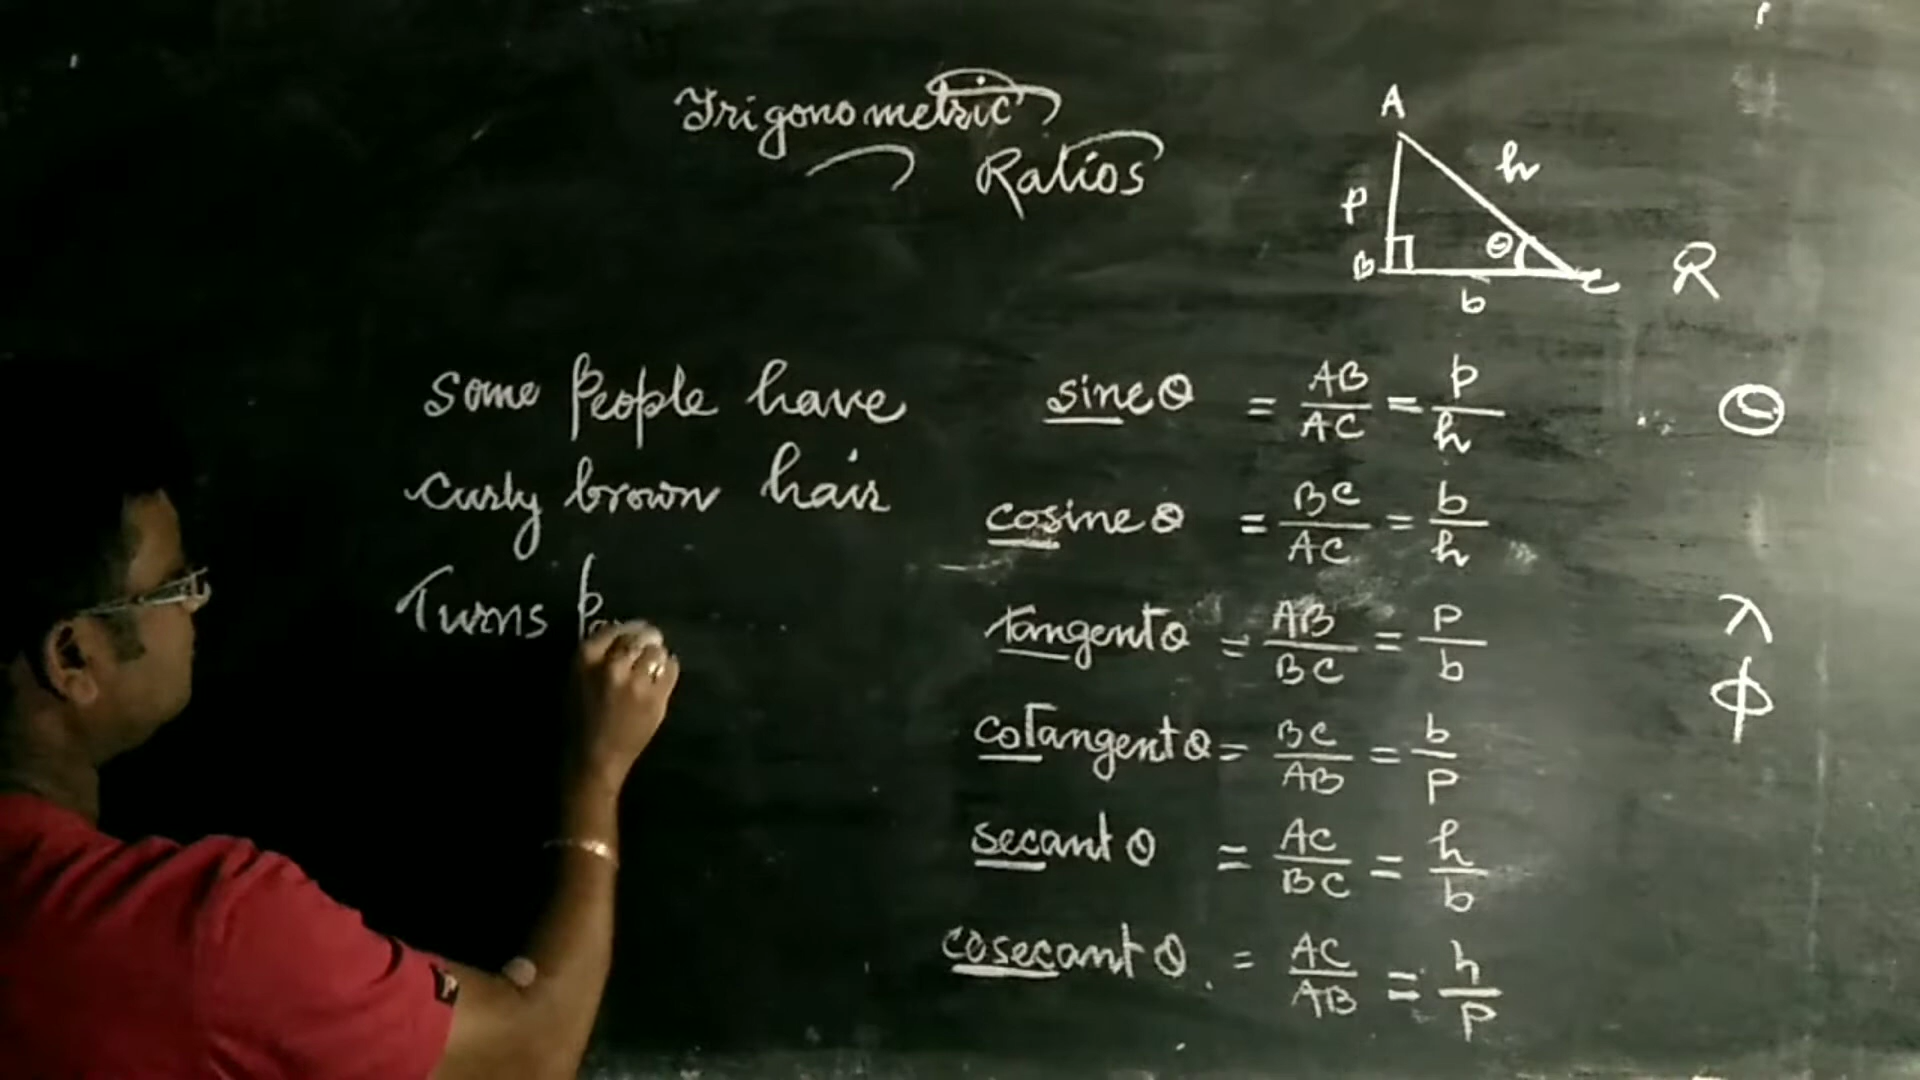 Trigonometric
Ratios
A
h
p
θ
B
C
b
R
Some People have
curly brown hair
Turns
sine θ = AB/AC = p/h
cosine θ = BC/AC = b/h
tangent θ = AB/BC = p/b
coTangent θ = BC/AB = b/p
secant θ = AC/BC = h/b
cosecant θ = AC/AB = h/p
θ
λ
ϕ